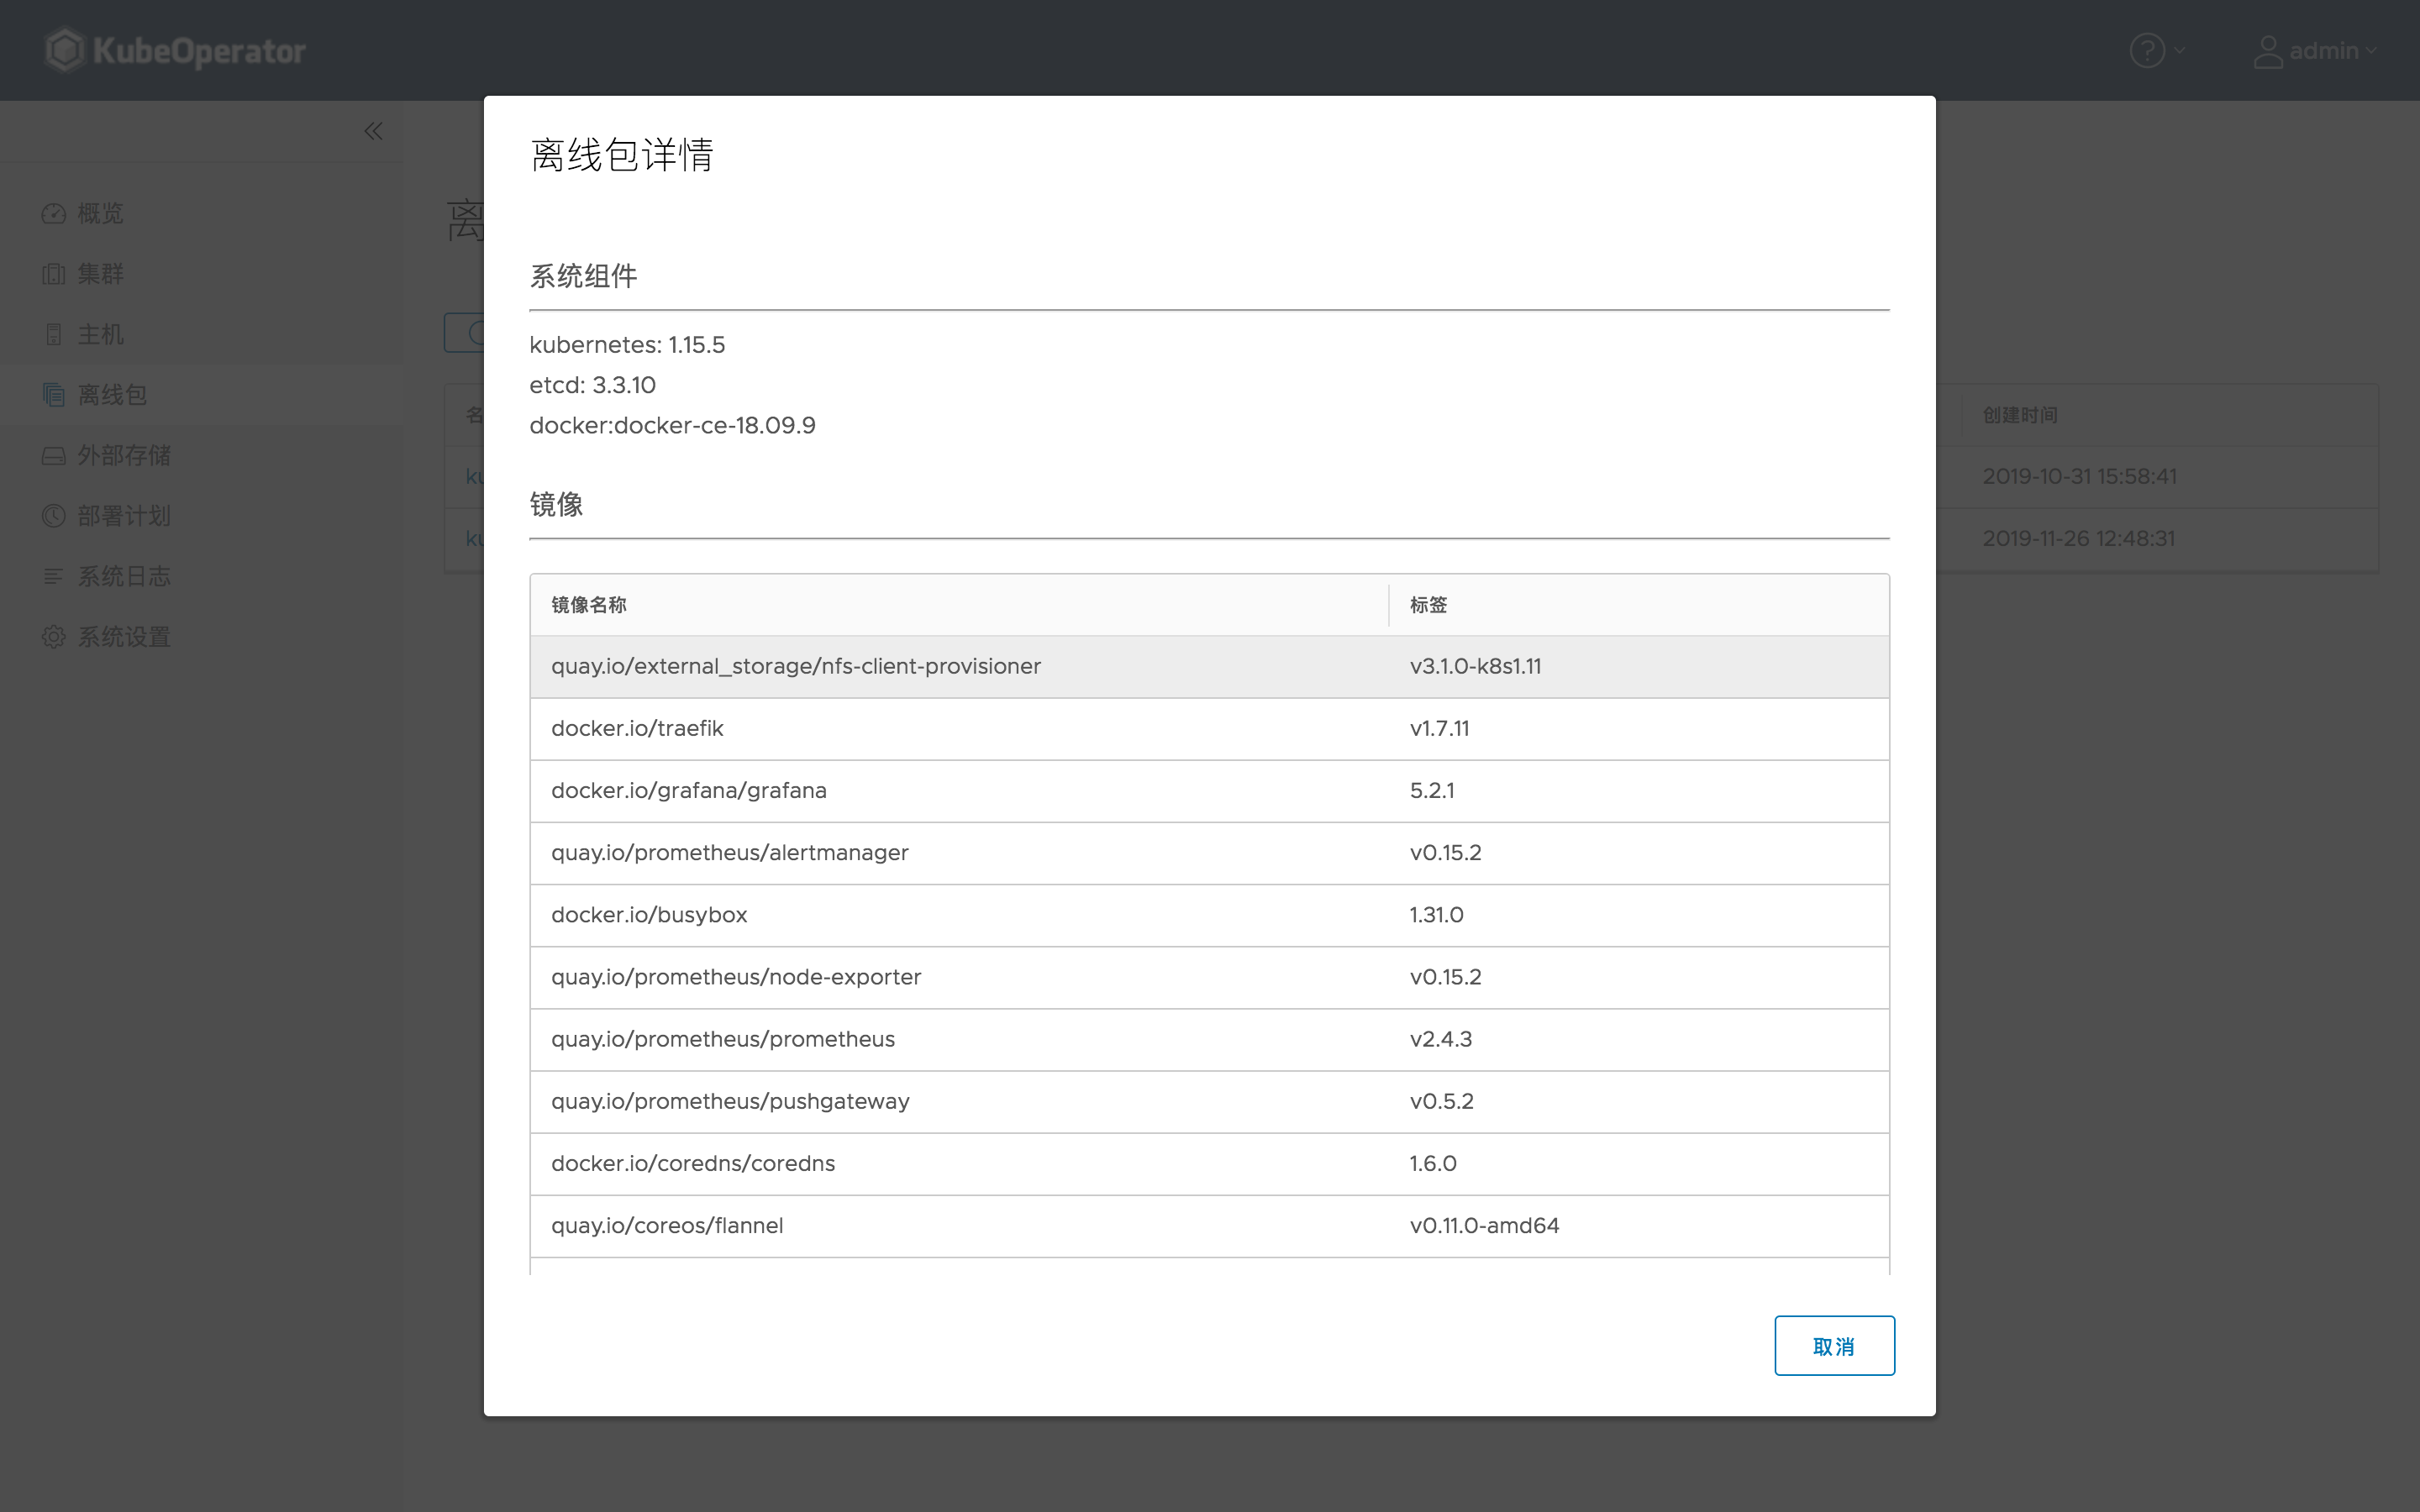 KubeOperator
admin
概览
集群
主机
离线包
外部存储
部署计划
系统日志
系统设置
创建时间
2019-10-31 15:58:41
2019-11-26 12:48:31
离线包详情
系统组件
kubernetes: 1.15.5
etcd: 3.3.10
docker:docker-ce-18.09.9
镜像
镜像名称 标签
quay.io/external_storage/nfs-client-provisioner v3.1.0-k8s1.11
docker.io/traefik v1.7.11
docker.io/grafana/grafana 5.2.1
quay.io/prometheus/alertmanager v0.15.2
docker.io/busybox 1.31.0
quay.io/prometheus/node-exporter v0.15.2
quay.io/prometheus/prometheus v2.4.3
quay.io/prometheus/pushgateway v0.5.2
docker.io/coredns/coredns 1.6.0
quay.io/coreos/flannel v0.11.0-amd64
取消